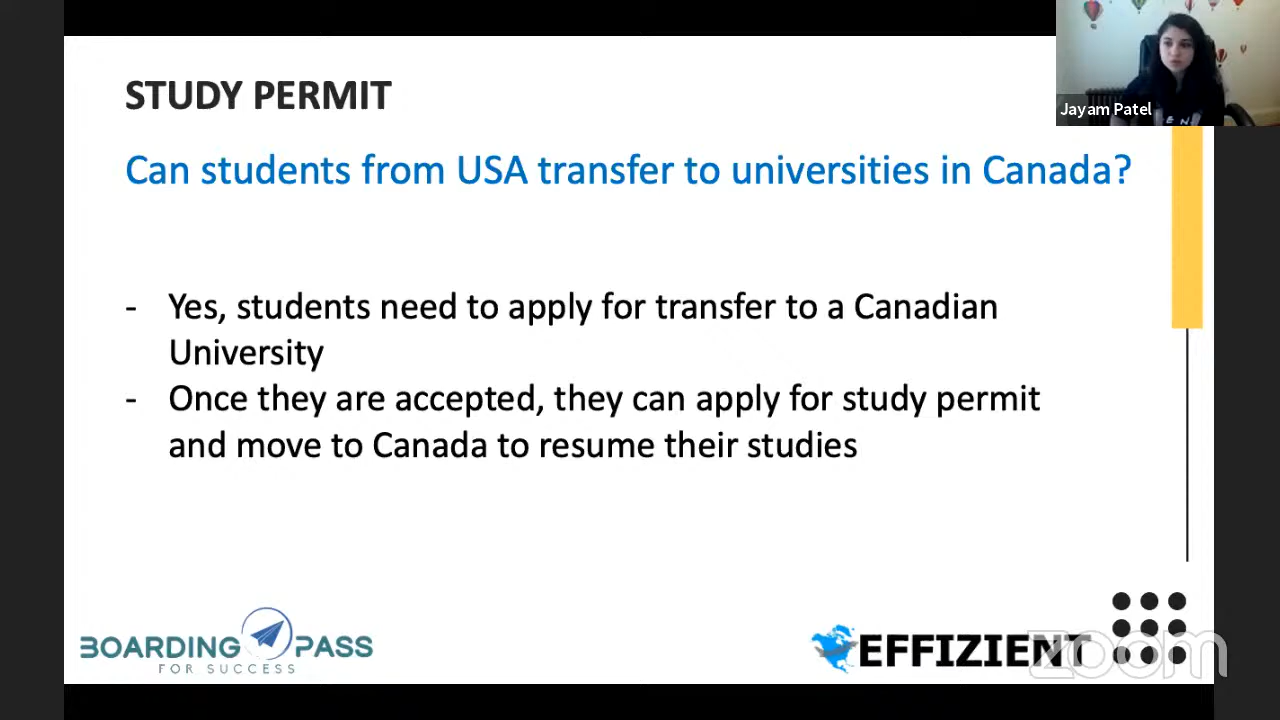 STUDY PERMIT
Jayam Patel
Can students from USA transfer to universities in Canada?
- Yes, students need to apply for transfer to a Canadian
University
- Once they are accepted, they can apply for study permit
and move to Canada to resume their studies
BOARDING PASS
FOR SUCCESS
EFFIZIENT
zoom